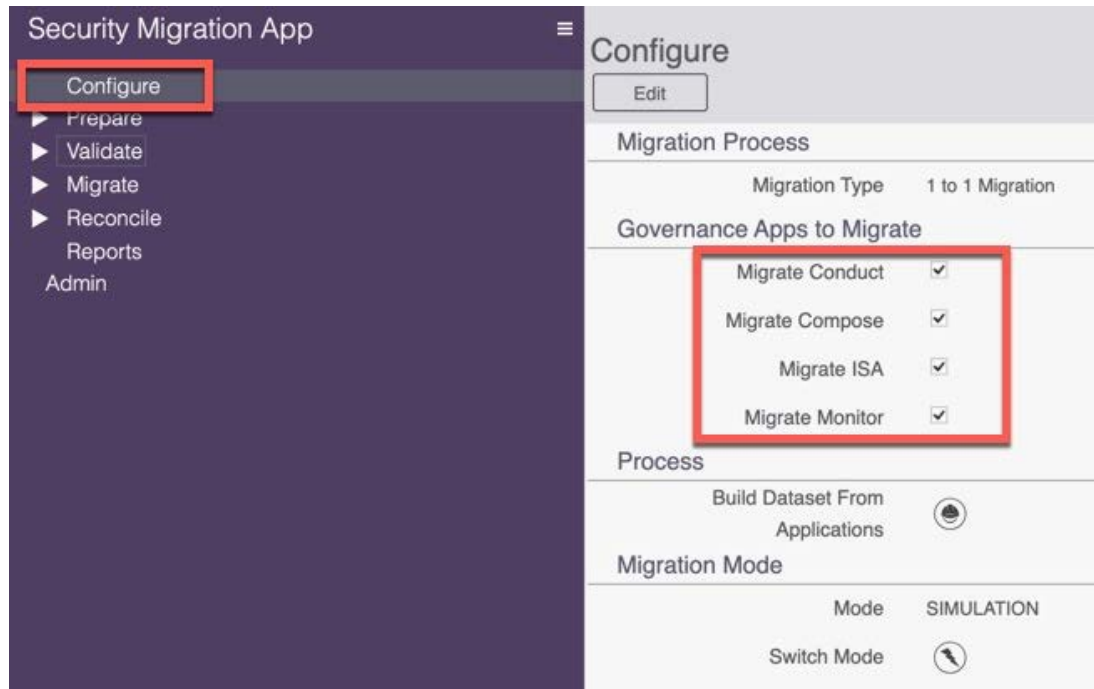 Security Migration App
Configure
Prepare
Validate
Migrate
Reconcile
Reports
Admin
Configure
Edit
Migration Process
Migration Type 1 to 1 Migration
Governance Apps to Migrate
Migrate Conduct
Migrate Compose
Migrate ISA
Migrate Monitor
Process
Build Dataset From
Applications
Migration Mode
Mode SIMULATION
Switch Mode